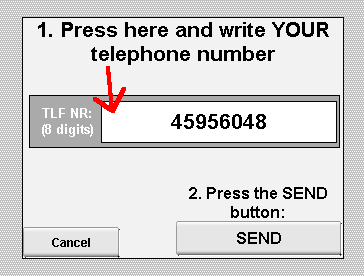 1. Press here and write YOUR
telephone number
TLF NR:
(8 digits)
45956048
2. Press the SEND
button:
Cancel
SEND